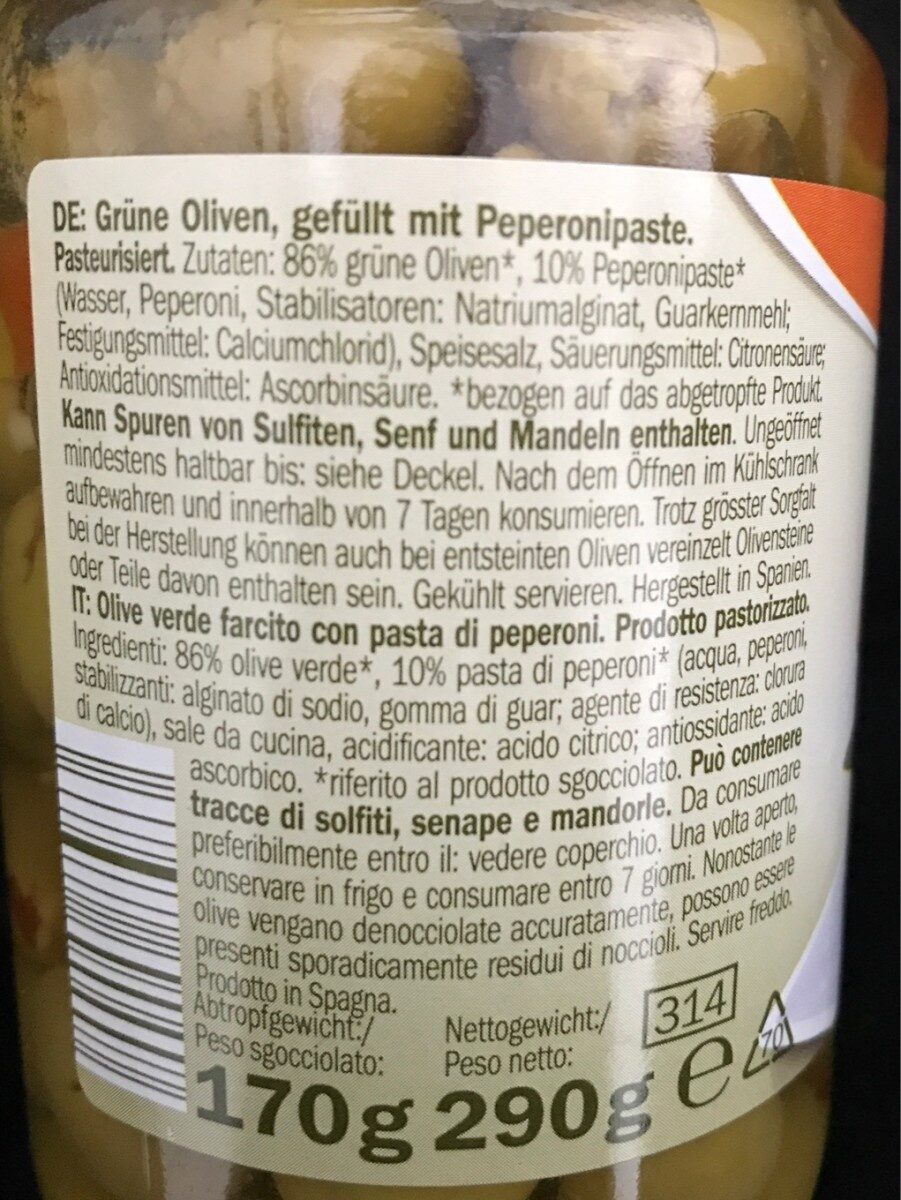 DE: Grüne Oliven, gefüllt mit Peperonipaste.
Pasteurisiert. Zutaten: 86% grüne Oliven*, 10% Peperonipaste*
(Wasser, Peperoni, Stabilisatoren: Natriumalginat, Guarkernmehl;
Festigungsmittel: Calciumchlorid), Speisesalz, Säuerungsmittel: Citronensäure;
Antioxidationsmittel: Ascorbinsäure. *bezogen auf das abgetropfte Produkt.
Kann Spuren von Sulfiten, Senf und Mandeln enthalten. Ungeöffnet
mindestens haltbar bis: siehe Deckel. Nach dem Öffnen im Kühlschrank
aufbewahren und innerhalb von 7 Tagen konsumieren. Trotz grösster Sorgfalt
bei der Herstellung können auch bei entsteinten Oliven vereinzelt Olivensteine
oder Teile davon enthalten sein. Gekühlt servieren. Hergestellt in Spanien.
IT: Olive verde farcito con pasta di peperoni. Prodotto pastorizzato.
Ingredienti: 86% olive verde*, 10% pasta di peperoni* (acqua, peperoni,
stabilizzanti: alginato di sodio, gomma di guar; agente di resistenza: clorura
di calcio), sale da cucina, acidificante: acido citrico; antiossidante: acido
ascorbico. *riferito al prodotto sgocciolato. Può contenere
tracce di solfiti, senape e mandorle. Da consumare
preferibilmente entro il: vedere coperchio. Una volta aperto,
conservare in frigo e consumare entro 7 giorni. Nonostante le
olive vengano denocciolate accuratamente, possono essere
presenti sporadicamente residui di noccioli. Servire freddo.
Prodotto in Spagna.
Abtropfgewicht:/ Nettogewicht:/ 314
Peso sgocciolato: Peso netto: 70
170g 290g e